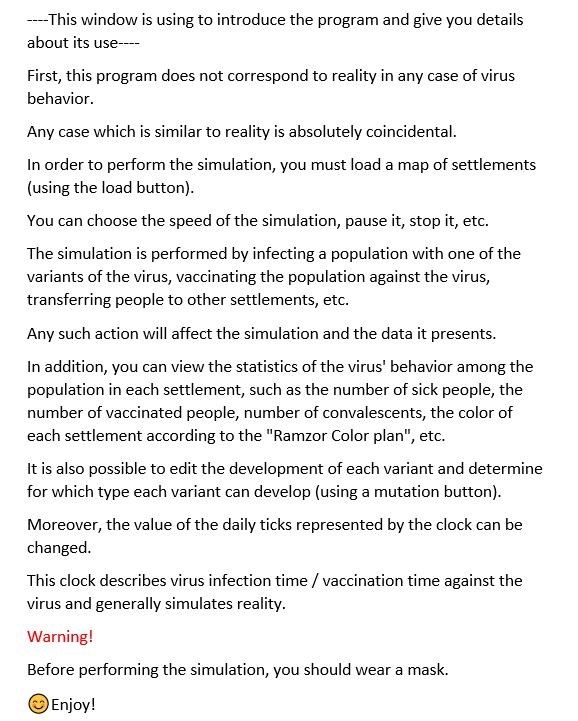 ----This window is using to introduce the program and give you details
about its use----
First, this program does not correspond to reality in any case of virus
behavior.
Any case which is similar to reality is absolutely coincidental.
In order to perform the simulation, you must load a map of settlements
(using the load button).
You can choose the speed of the simulation, pause it, stop it, etc.
The simulation is performed by infecting a population with one of the
variants of the virus, vaccinating the population against the virus,
transferring people to other settlements, etc.
Any such action will affect the simulation and the data it presents.
In addition, you can view the statistics of the virus' behavior among the
population in each settlement, such as the number of sick people, the
number of vaccinated people, number of convalescents, the color of
each settlement according to the "Ramzor Color plan", etc.
It is also possible to edit the development of each variant and determine
for which type each variant can develop (using a mutation button).
Moreover, the value of the daily ticks represented by the clock can be
changed.
This clock describes virus infection time / vaccination time against the
virus and generally simulates reality.
Warning!
Before performing the simulation, you should wear a mask.
😊Enjoy!